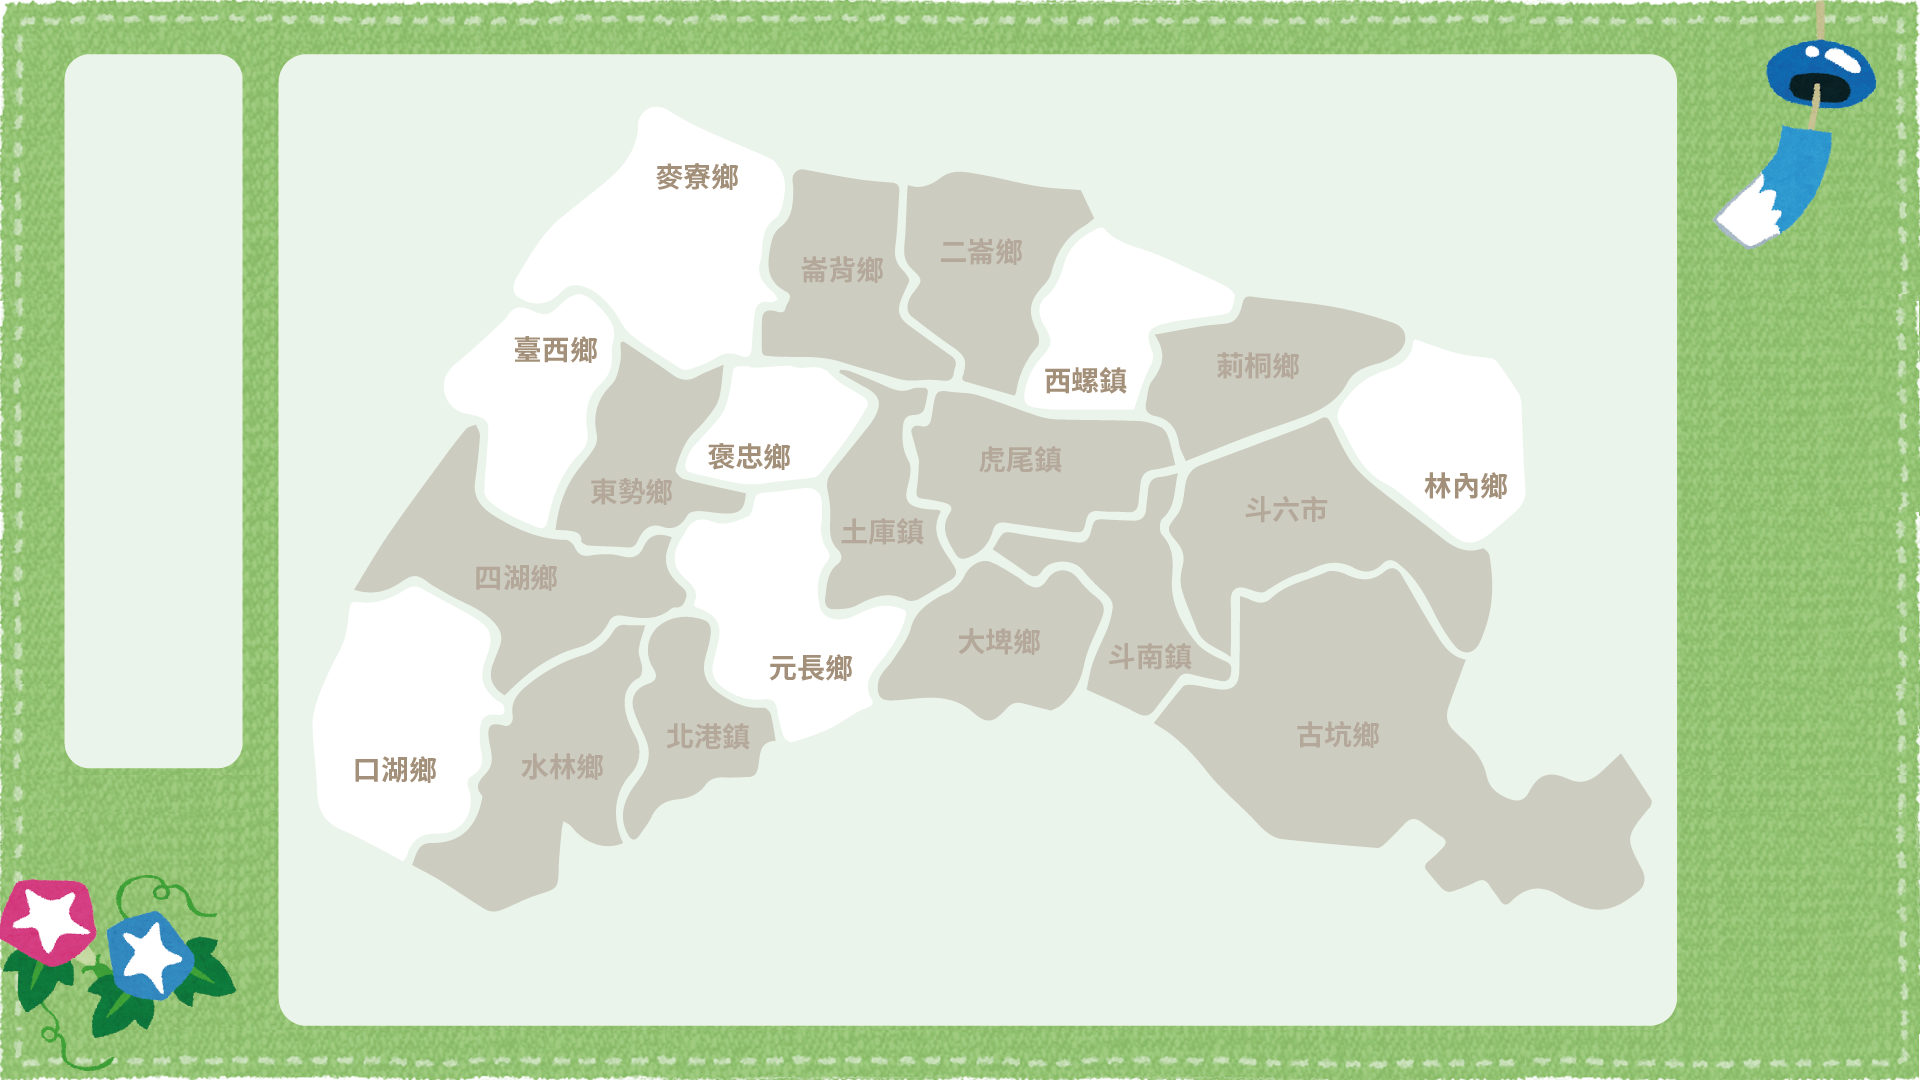 麥寮鄉
崙背鄉
二崙鄉
臺西鄉
西螺鎮
莿桐鄉
褒忠鄉
虎尾鎮
林內鄉
東勢鄉
斗六市
土庫鎮
四湖鄉
大埤鄉
斗南鎮
元長鄉
北港鎮
古坑鄉
口湖鄉
水林鄉